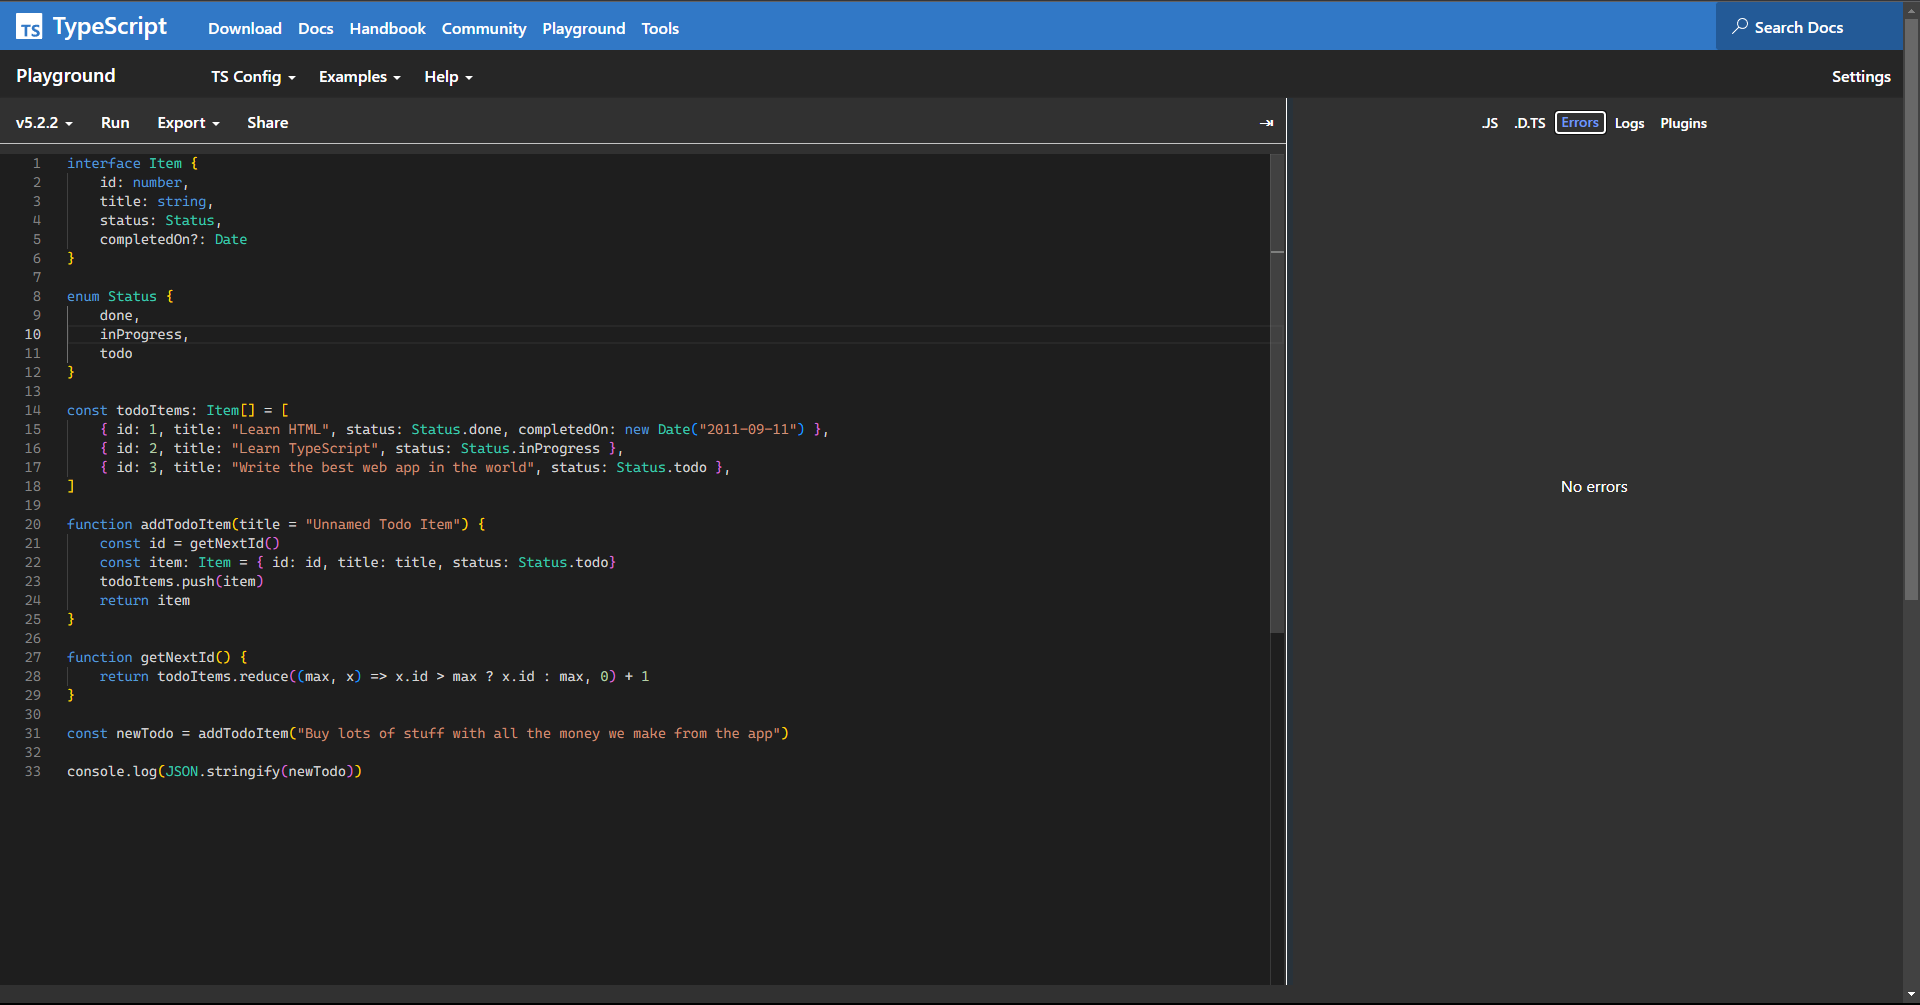 TS TypeScript Download Docs Handbook Community Playground Tools Search Docs
Playground TS Config Examples Help Settings
v5.2.2 Run Export Share .JS .D.TS Errors Logs Plugins
1 interface Item {
2     id: number,
3     title: string,
4     status: Status,
5     completedOn?: Date
6 }
7
8 enum Status {
9     done,
10     inProgress,
11     todo
12 }
13
14 const todoItems: Item[] = [
15     { id: 1, title: "Learn HTML", status: Status.done, completedOn: new Date("2011-09-11") },
16     { id: 2, title: "Learn TypeScript", status: Status.inProgress },
17     { id: 3, title: "Write the best web app in the world", status: Status.todo },
18 ]
19
20 function addTodoItem(title = "Unnamed Todo Item") {
21     const id = getNextId()
22     const item: Item = { id: id, title: title, status: Status.todo}
23     todoItems.push(item)
24     return item
25 }
26
27 function getNextId() {
28     return todoItems.reduce((max, x) => x.id > max ? x.id : max, 0) + 1
29 }
30
31 const newTodo = addTodoItem("Buy lots of stuff with all the money we make from the app")
32
33 console.log(JSON.stringify(newTodo))
No errors